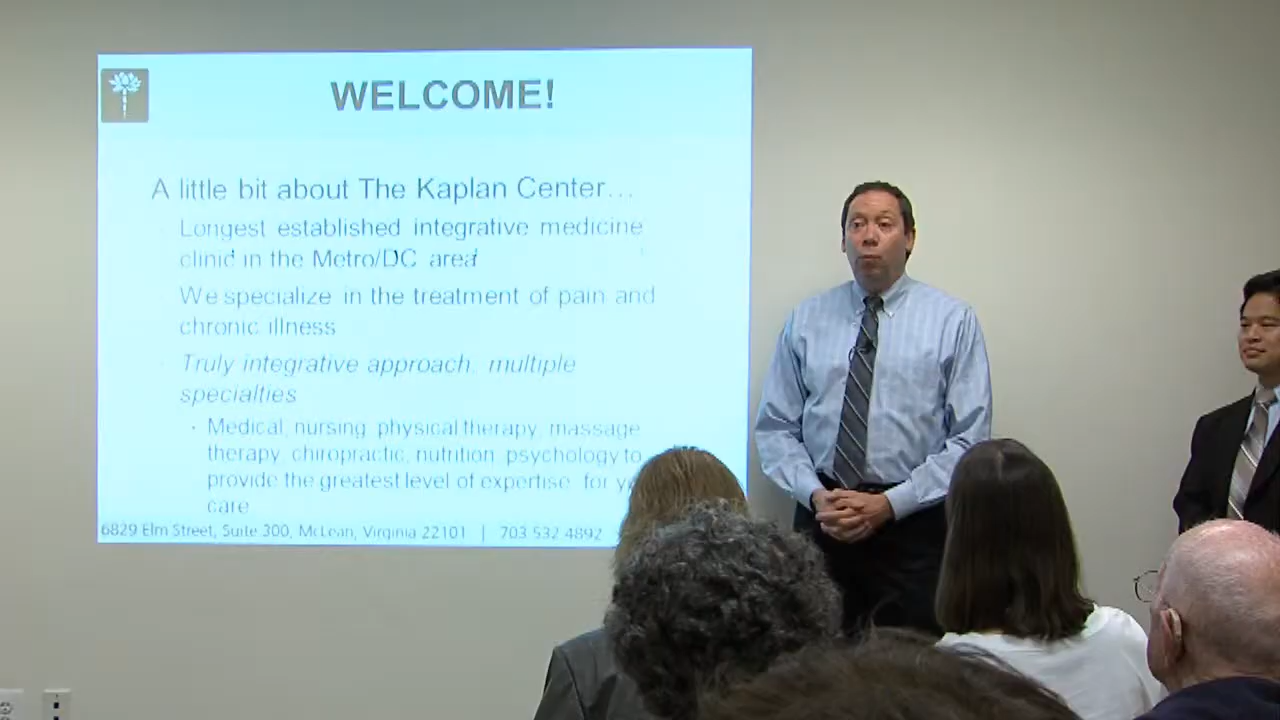 WELCOME!
A little bit about The Kaplan Center...
Longest established integrative medicine
clinic in the Metro/DC area
We specialize in the treatment of pain and
chronic illness
Truly integrative approach, multiple
specialties
· Medical, nursing, physical therapy, massage
therapy, chiropractic, nutrition, psychology to
provide the greatest level of expertise for
care
6829 Elm Street, Suite 300, McLean, Virginia 22101 | 703.532.4892